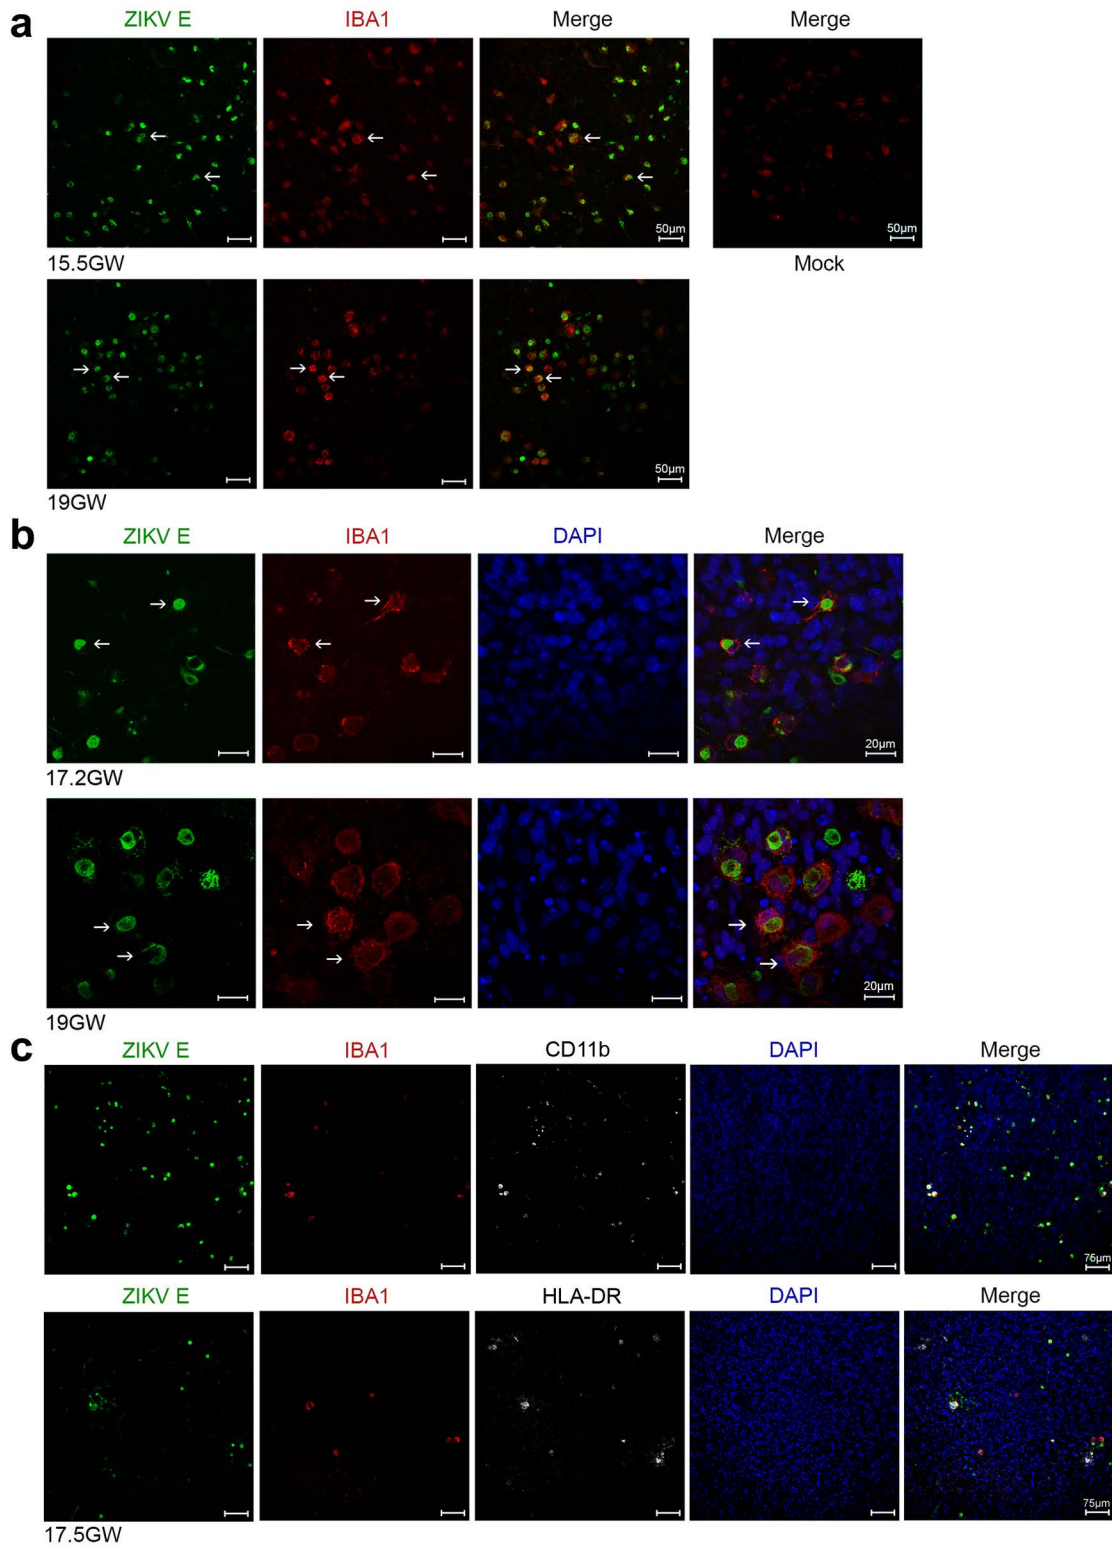 a
ZIKV E IBA1 Merge Merge
50µm 50µm
15.5GW Mock
50µm
19GW
b
ZIKV E IBA1 DAPI Merge
20µm
17.2GW
20µm
19GW
c
ZIKV E IBA1 CD11b DAPI Merge
75µm
ZIKV E IBA1 HLA-DR DAPI Merge
75µm
17.5GW